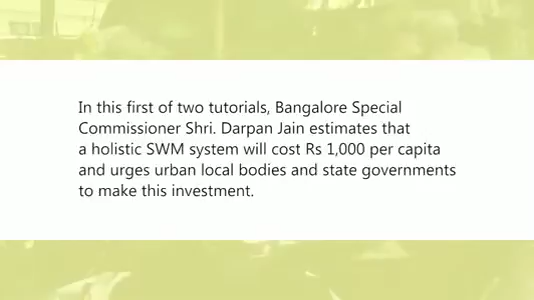 In this first of two tutorials, Bangalore Special
Commissioner Shri. Darpan Jain estimates that
a holistic SWM system will cost Rs 1,000 per capita
and urges urban local bodies and state governments
to make this investment.